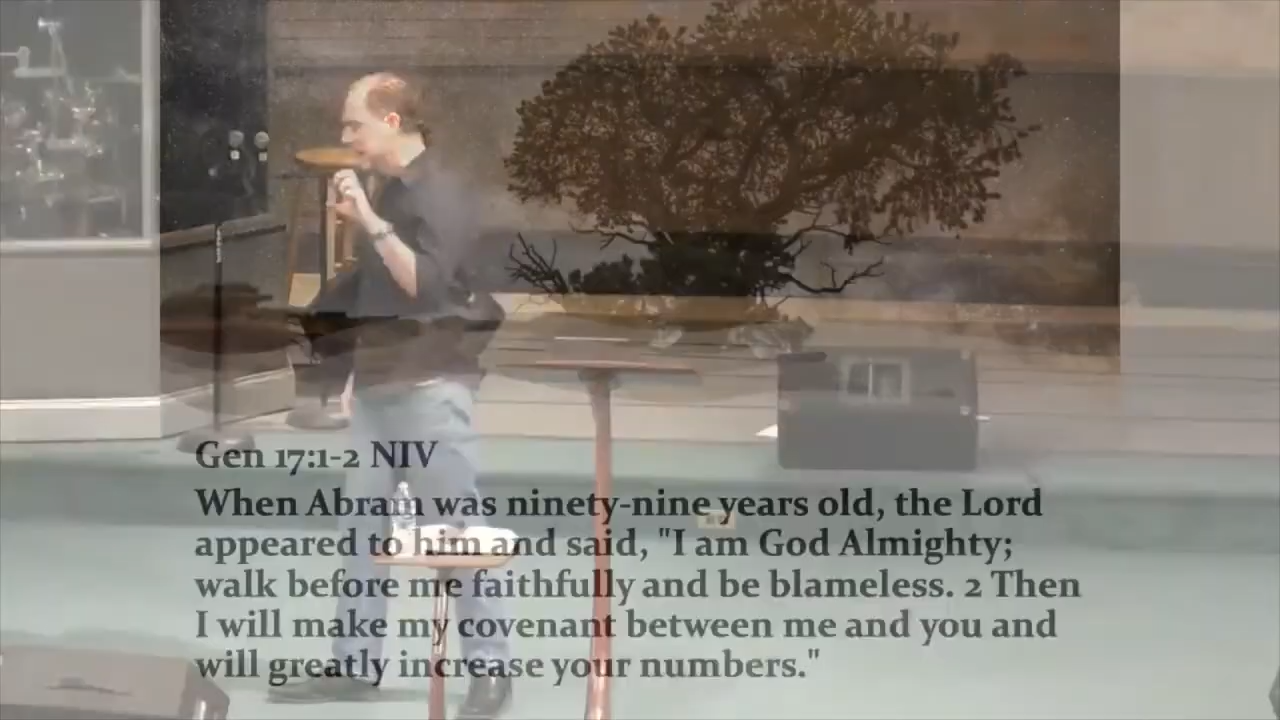 Gen 17:1-2 NIV
When Abram was ninety-nine years old, the Lord
appeared to him and said, "I am God Almighty;
walk before me faithfully and be blameless. 2 Then
I will make my covenant between me and you and
will greatly increase your numbers."